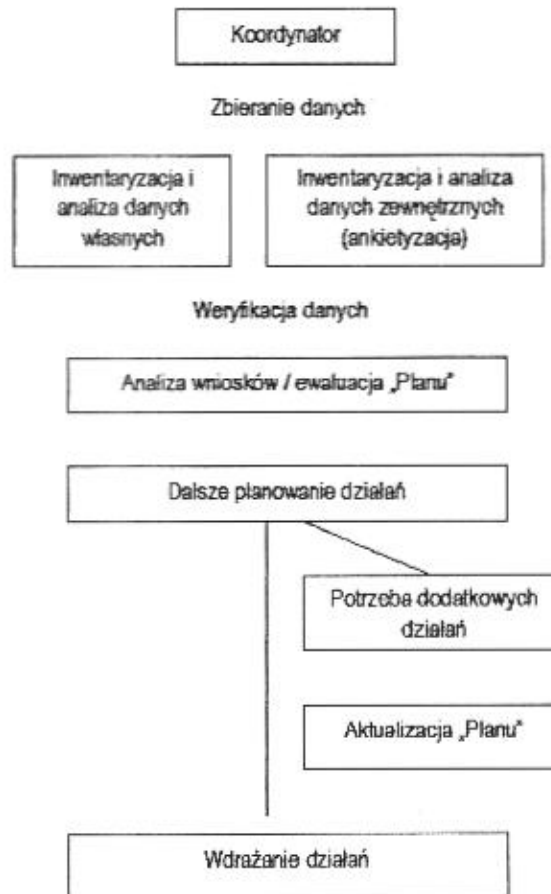 Koordynator
Zbieranie danych
Inwentaryzacja i
analiza danych
własnych
Inwentaryzacja i analiza
danych zewnętrznych
(ankietyzacja)
Weryfikacja danych
Analiza wniosków / ewaluacja „Planu”
Dalsze planowanie działań
Potrzeba dodatkowych
działań
Aktualizacja „Planu”
Wdrażanie działań